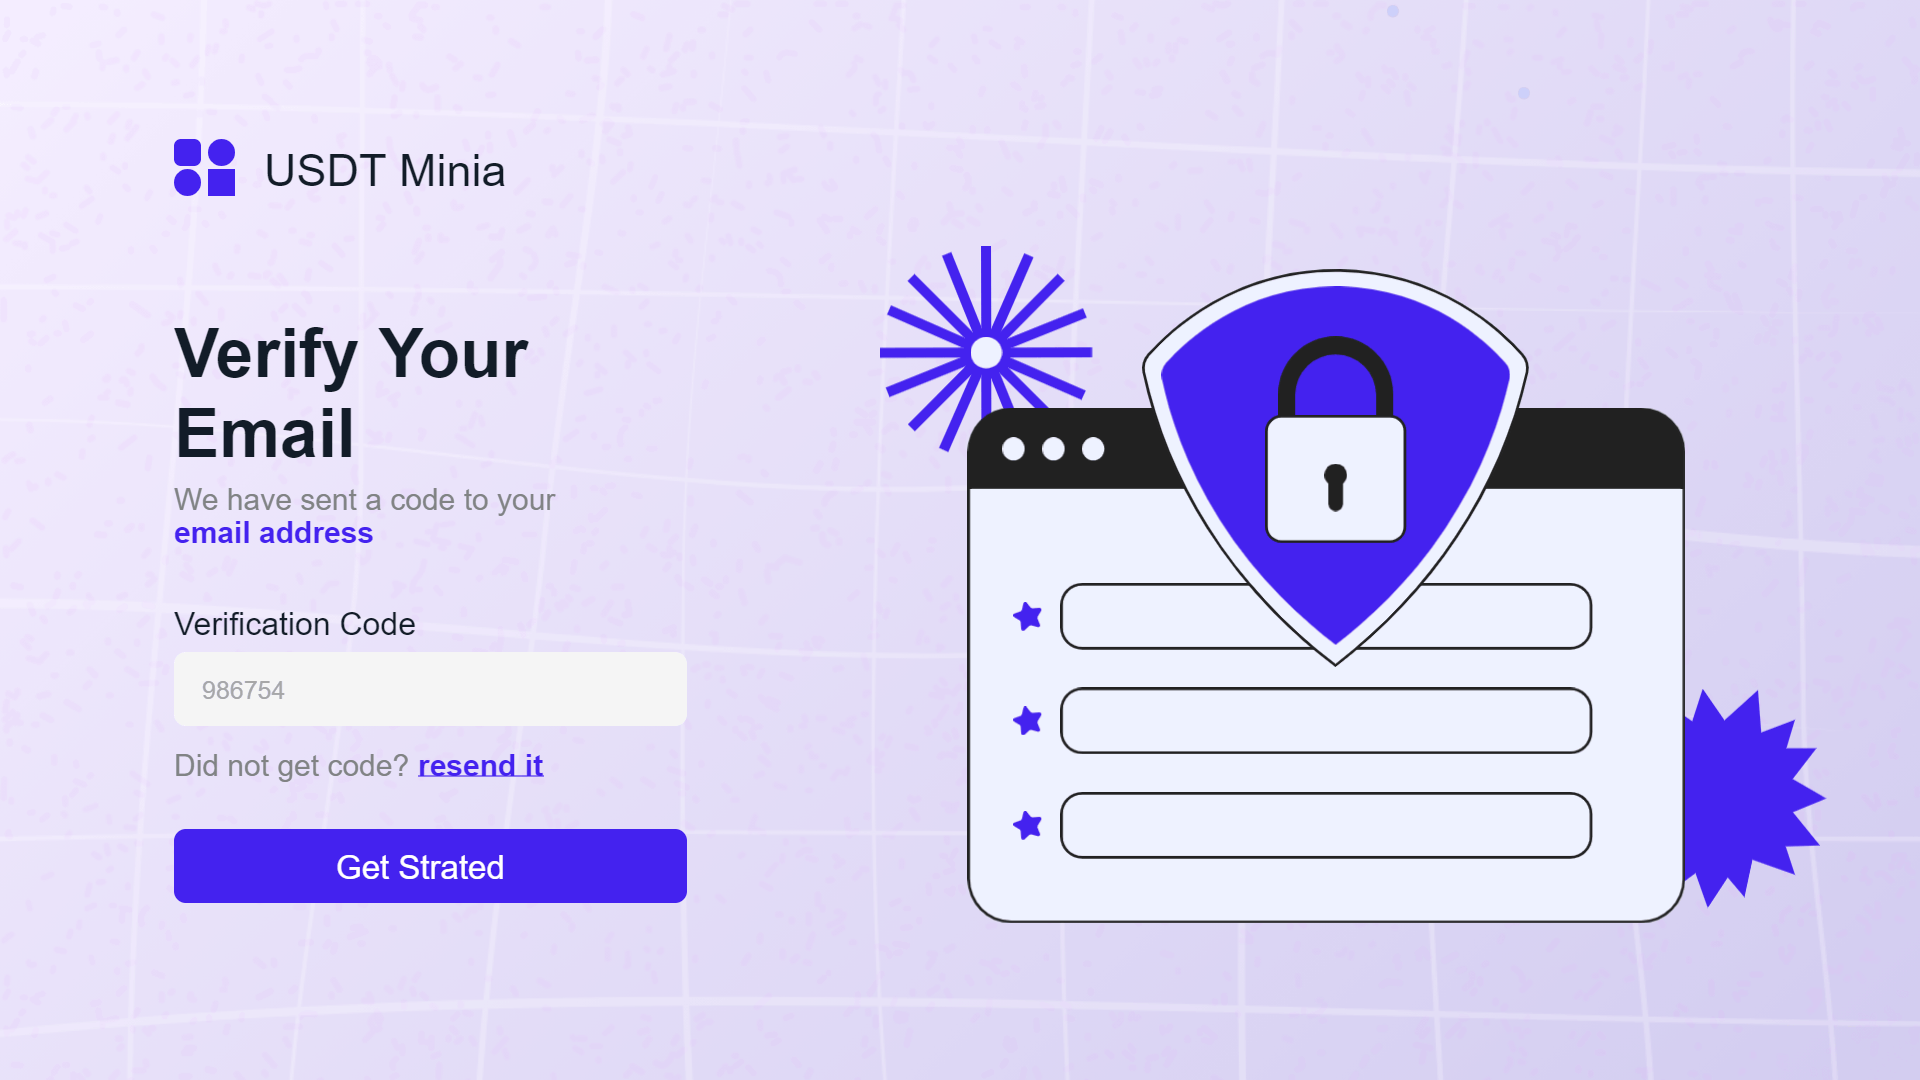 USDT Minia
Verify Your
Email
We have sent a code to your
email address
Verification Code
986754
Did not get code? resend it
Get Strated